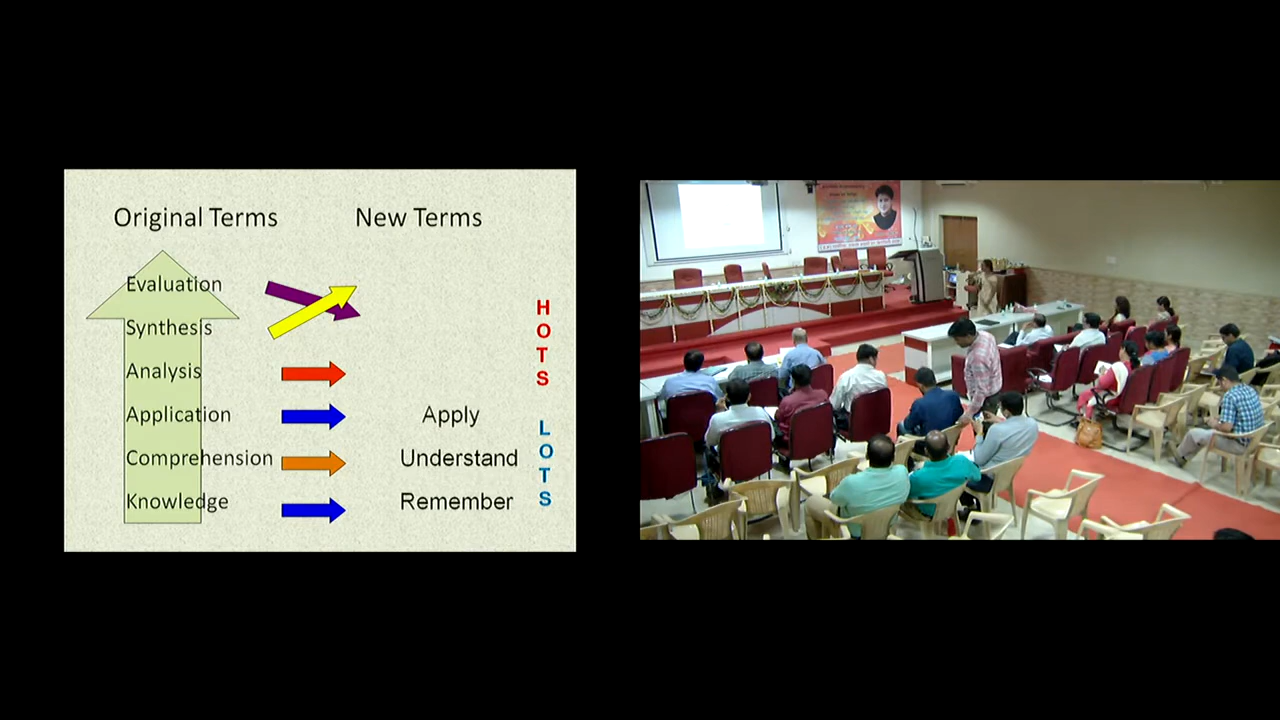 Original Terms New Terms
Evaluation
Synthesis
Analysis
Application Apply
Comprehension Understand
Knowledge Remember
H
O
T
S
L
O
T
S